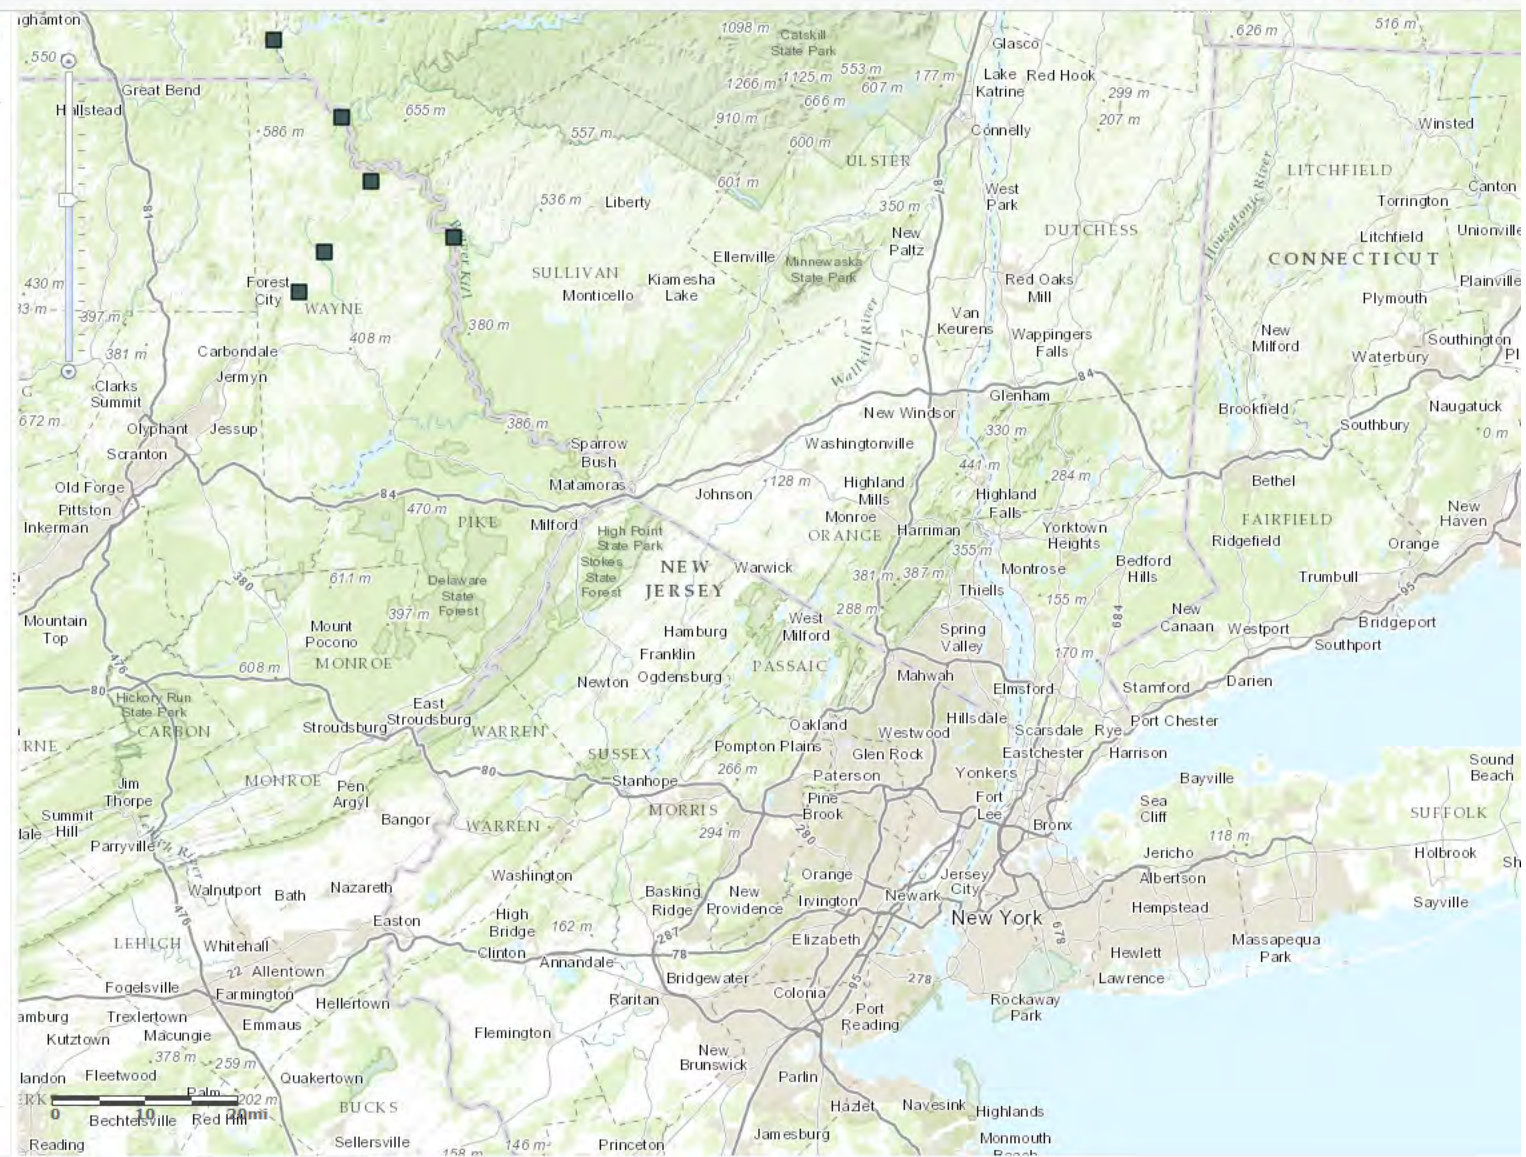 1098 m
Catskill
State Park
626 m
516 m
Glasco
550
1266 m
1125 m
553 m
607 m
177 m
Lake
Katrine
Red Hook
Great Bend
299 m
Hallstead
655 m
666 m
910 m
207 m
586 m
557 m
Connelly
Winsted
600 m
ULSTER
LITCHFIELD
87
601 m
Housatonic River
Canton
West
Park
536 m
Liberty
350 m
Torrington
81
DUTCHESS
Unionville
New
Paltz
Litchfield
Ellenville
Minnewaska
State Park
CONNECTICUT
SULLIVAN
Kiamesha
Lake
Red Oaks
Mill
Plainville
430 m
Forest
City
Monticello
Plymouth
WAYNE
397 m
Van
Keurens
380 m
Wallkill River
Wappingers
Falls
New
Milford
Southington
408 m
381 m
Carbondale
Waterbury
Jermyn
84
Clarks
Summit
Glenham
New Windsor
Brookfield
Naugatuck
672 m
386 m
Southbury
Olyphant
Jessup
330 m
0 m
Sparrow
Bush
Washingtonville
Scranton
441 m
284 m
128 m
Highland
Mills
Bethel
Old Forge
Matamoras
Johnson
84
Highland
Falls
Pittston
470 m
New
Haven
Monroe
PIKE
Milford
High Point
State Park
Inkerman
ORANGE
Harriman
Yorktown
Heights
FAIRFIELD
Ridgefield
Orange
355 m
Stokes
State
Forest
NEW
JERSEY
Warwick
Montrose
Bedford
Hills
380
611 m
Delaware
State
Forest
381 m
387 m
Trumbull
Thiells
95
397 m
288 m
155 m
684
Mountain
Top
Mount
Pocono
West
Milford
New
Canaan
Westport
Bridgeport
Hamburg
Spring
Valley
Southport
MONROE
Franklin
170 m
476
608 m
PASSAIC
Ogdensburg
Newton
Mahwah
Darien
80
Elmsford
Stamford
Hickory Run
State Park
East
Stroudsburg
Stroudsburg
Hillsdale
Port Chester
CARBON
WARREN
Oakland
Westwood
Scarsdale
Rye
SUSSEX
Pompton Plains
Glen Rock
Eastchester
Harrison
80
266 m
Paterson
Yonkers
Sound
Beach
MONROE
Stanhope
Bayville
Jim
Thorpe
Pen
Argyl
Pine
Brook
Fort
Lee
Sea
Cliff
MORRIS
SUFFOLK
Summit
Hill
Bangor
WARREN
Bronx
294 m
280
118 m
Parryville
Lehigh River
Jericho
Holbrook
Washington
Orange
Jersey
City
Albertson
Walnutport
Bath
Nazareth
Basking
Ridge
New
Providence
Irvington
Newark
Sayville
476
High
Bridge
162 m
New York
Hempstead
Easton
678
LEHIGH
Whitehall
287
Elizabeth
Massapequa
Park
Clinton
Annandale
78
Hewlett
22
Allentown
Bridgewater
278
Lawrence
Fogelsville
Farmington
Hellertown
Raritan
Colonia
95
Rockaway
Park
Trexlertown
Emmaus
Port
Reading
Macungie
Flemington
Kutztown
378 m
259 m
New
Brunswick
Fleetwood
Quakertown
Parlin
202 m
BUCKS
Hazlet
Navesink
Highlands
0 10 20mi
Bechtelsville
Red Hill
Jamesburg
Monmouth
Beach
Reading
Sellersville
158 m
146 m
Princeton